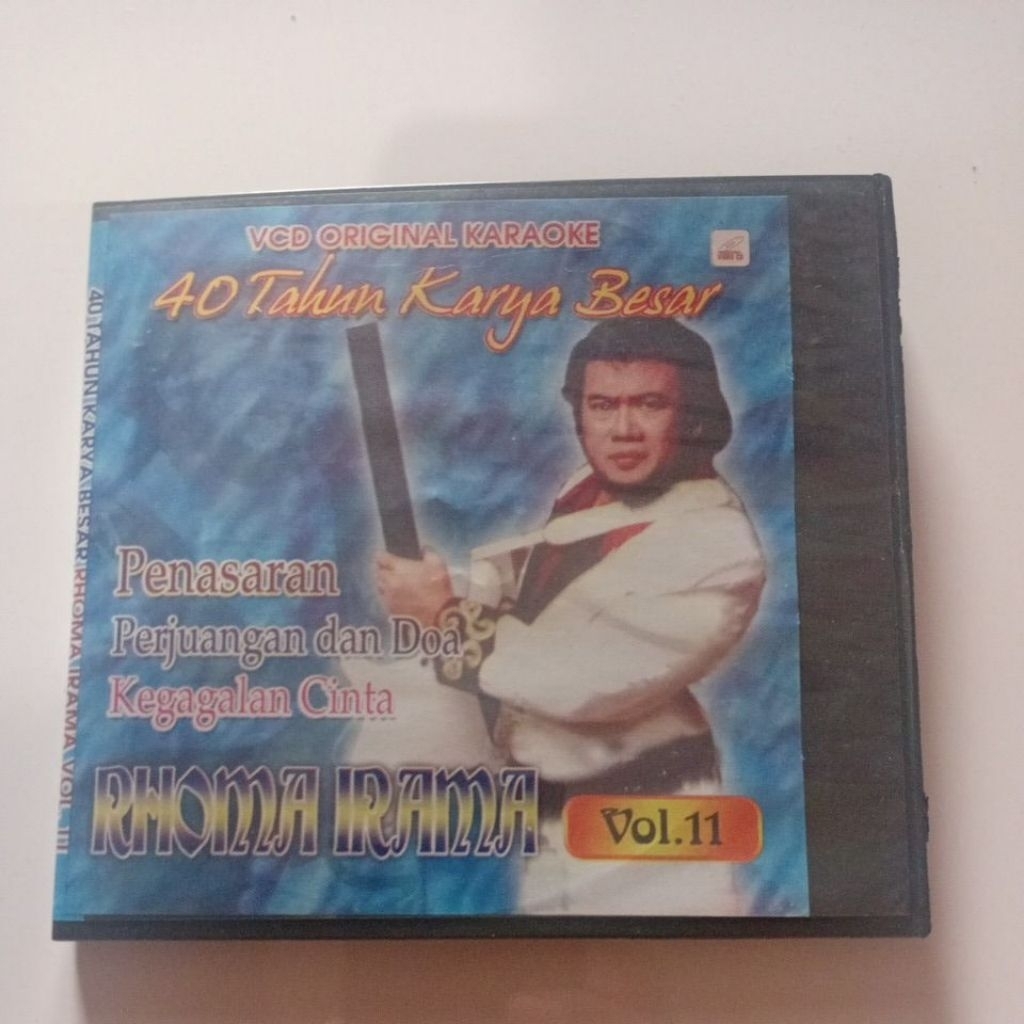 VCD ORIGINAL KARAOKE
40 Tahun Karya Besar
Penasaran
Perjuangan dan Doa
Kegagalan Cinta
RHOMA IRAMA
Vol.11
40 TAHUN KARYA BESAR RHOMA IRAMA VOL.